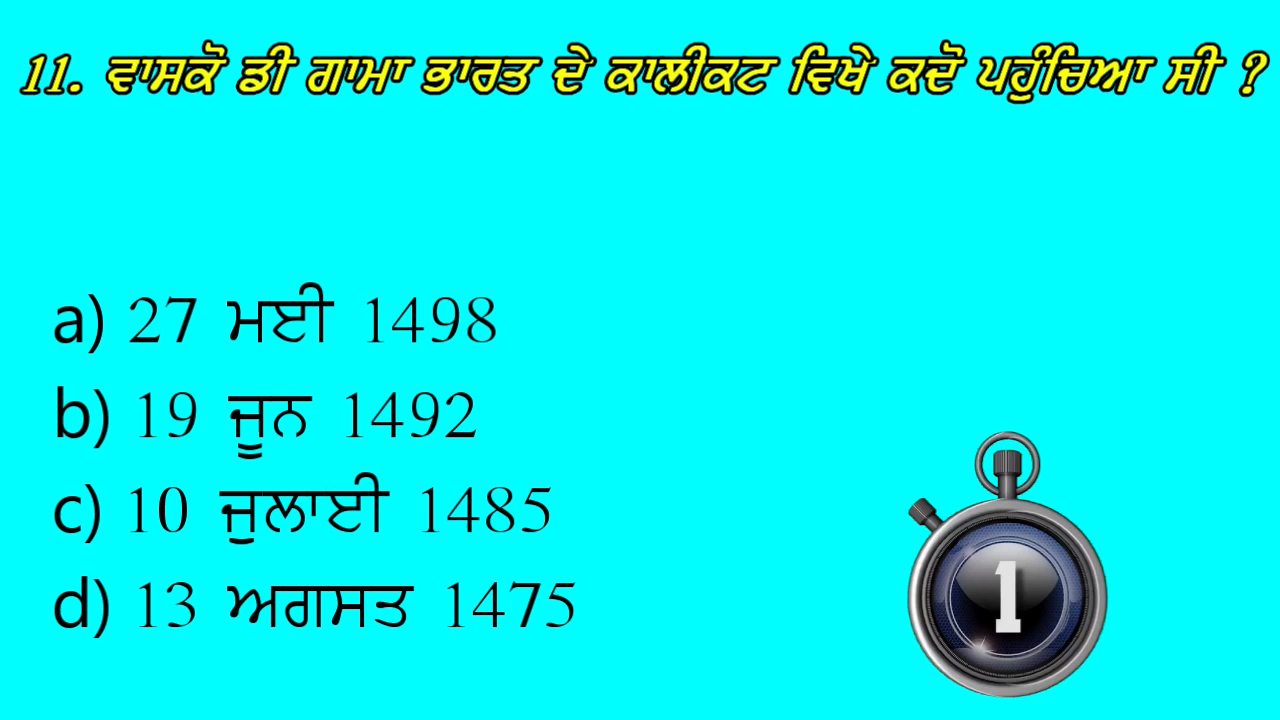 11. ਵਾਸਕੋ ਡੀ ਗਾਮਾ ਭਾਰਤ ਦੇ ਕਾਲੀਕਟ ਵਿਖੇ ਕਦੋ ਪਹੁੰਚਿਆ ਸੀ ?
a) 27 ਮਈ 1498
b) 19 ਜੂਨ 1492
c) 10 ਜੁਲਾਈ 1485
d) 13 ਅਗਸਤ 1475
1